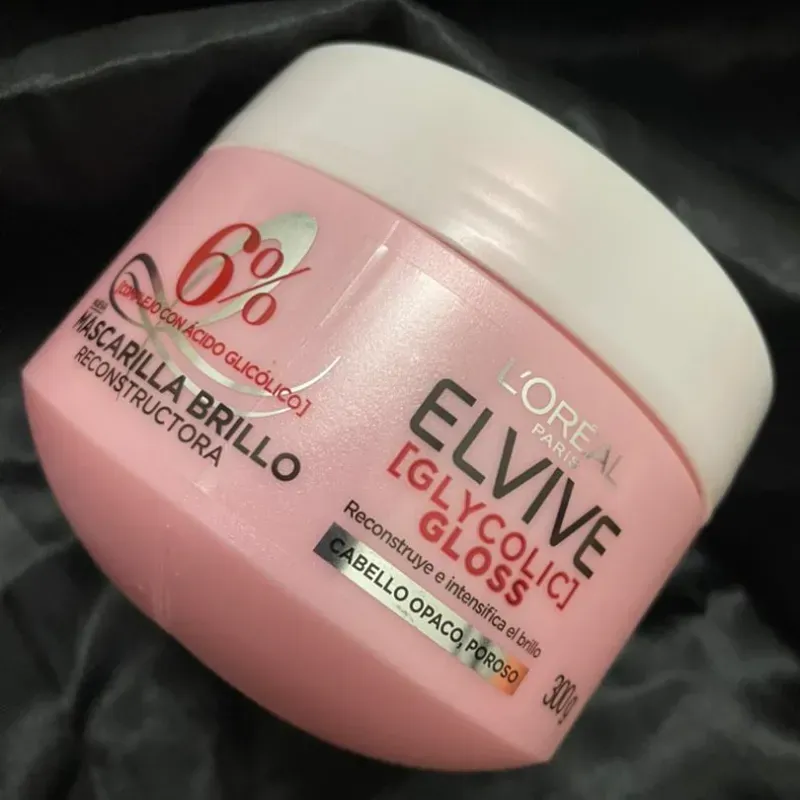 6%
[COMPLEJO CON ÁCIDO GLICÓLICO]
MASCARILLA BRILLO
RECONSTRUCTORA
L'ORÉAL
PARIS
ELVIVE
[GLYCOLIC]
GLOSS
Reconstruye e intensifica el brillo
CABELLO OPACO, POROSO
300g